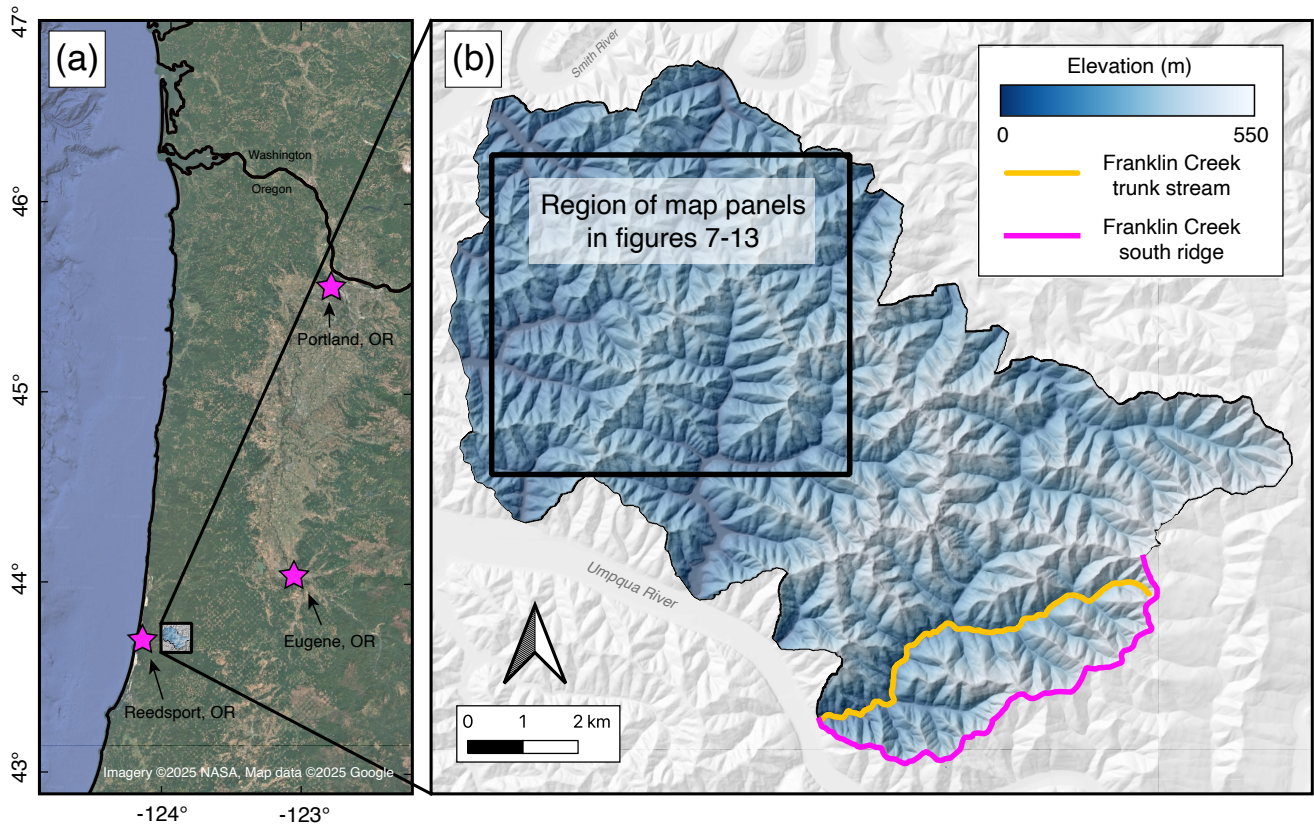 (a)
47°
46°
45°
44°
43°
-124°
-123°
Washington
Oregon
Portland, OR
Eugene, OR
Reedsport, OR
Imagery ©2025 NASA, Map data ©2025 Google
(b)
Smith River
Region of map panels
in figures 7-13
Umpqua River
0 1 2 km
Elevation (m)
0 550
Franklin Creek
trunk stream
Franklin Creek
south ridge